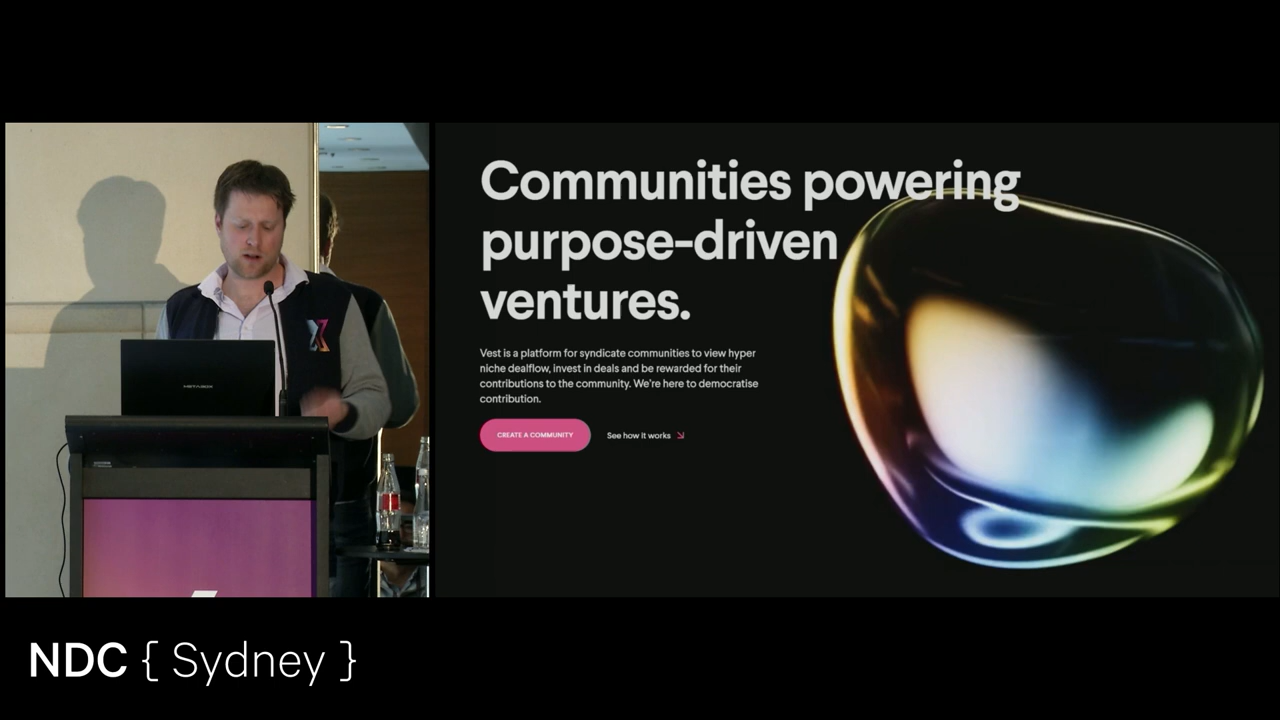 Communities powering
purpose-driven
ventures.
Vest is a platform for syndicate communities to view hyper
niche dealflow, invest in deals and be rewarded for their
contributions to the community. We're here to democratise
contribution.
CREATE A COMMUNITY
See how it works
METABOX
NDC { Sydney }